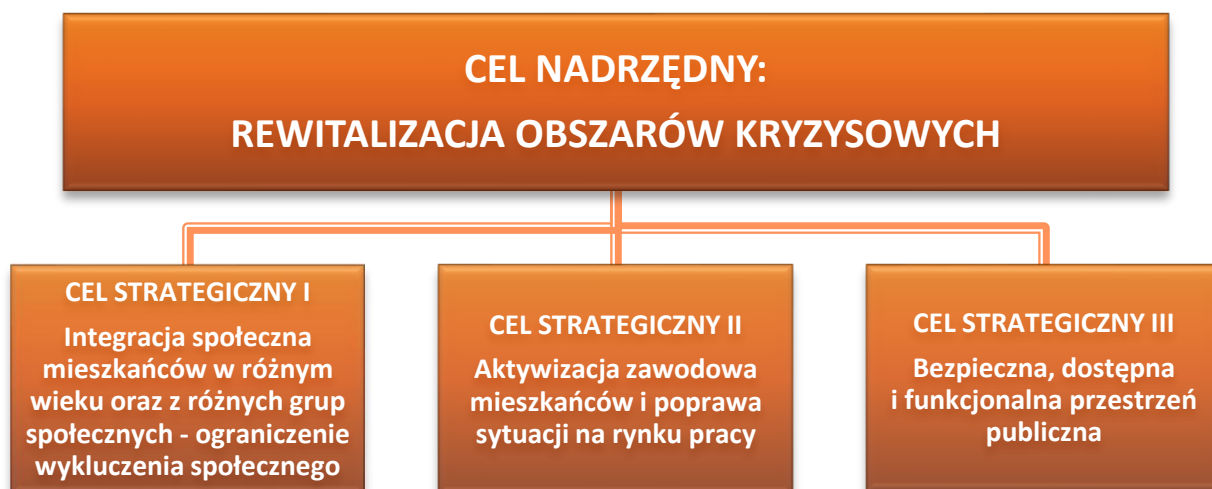 CEL NADRZĘDNY:
REWITALIZACJA OBSZARÓW KRYZYSOWYCH
CEL STRATEGICZNY I
Integracja społeczna
mieszkańców w różnym
wieku oraz z różnych grup
społecznych - ograniczenie
wykluczenia społecznego
CEL STRATEGICZNY II
Aktywizacja zawodowa
mieszkańców i poprawa
sytuacji na rynku pracy
CEL STRATEGICZNY III
Bezpieczna, dostępna
i funkcjonalna przestrzeń
publiczna